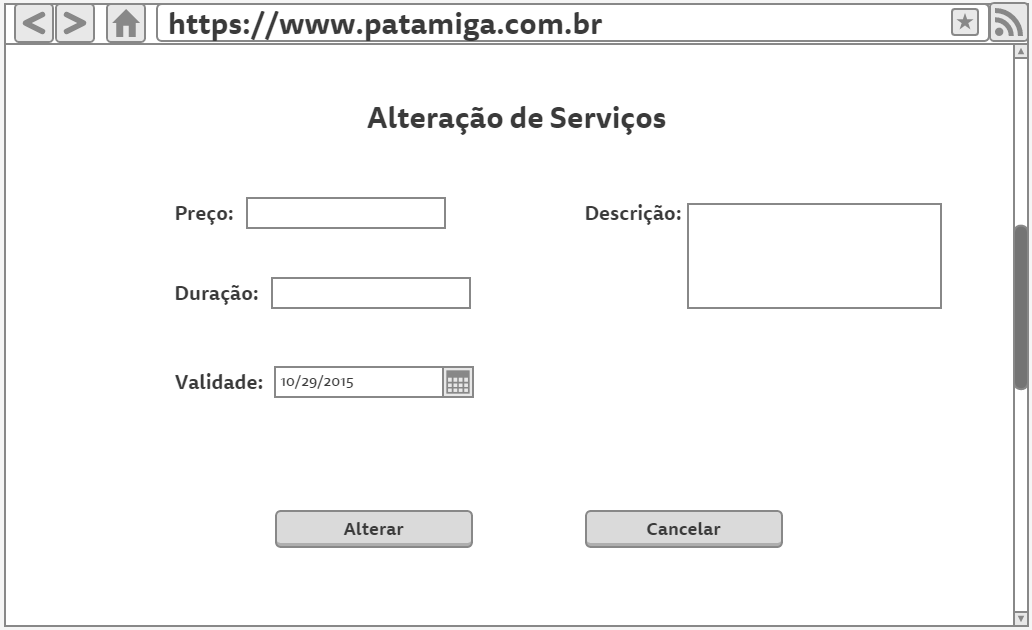 https://www.patamiga.com.br
Alteração de Serviços
Preço:
Descrição:
Duração:
Validade: 10/29/2015
Alterar
Cancelar